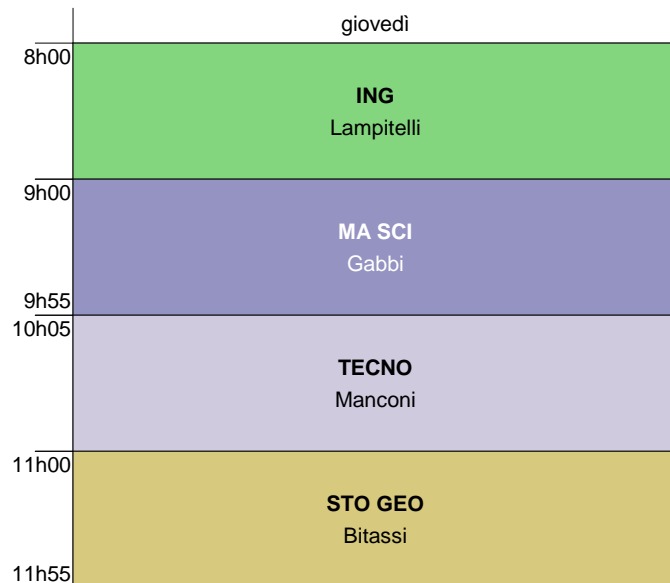 giovedì
8h00
ING
Lampitelli
9h00
MA SCI
Gabbi
9h55
10h05
TECNO
Manconi
11h00
STO GEO
Bitassi
11h55